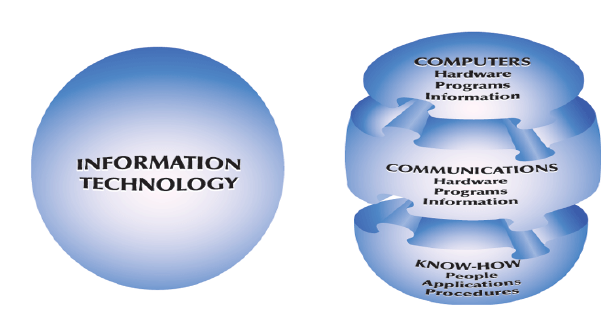 INFORMATION
TECHNOLOGY
COMPUTERS
Hardware
Programs
Information
COMMUNICATIONS
Hardware
Programs
Information
KNOW-HOW
People
Applications
Procedures